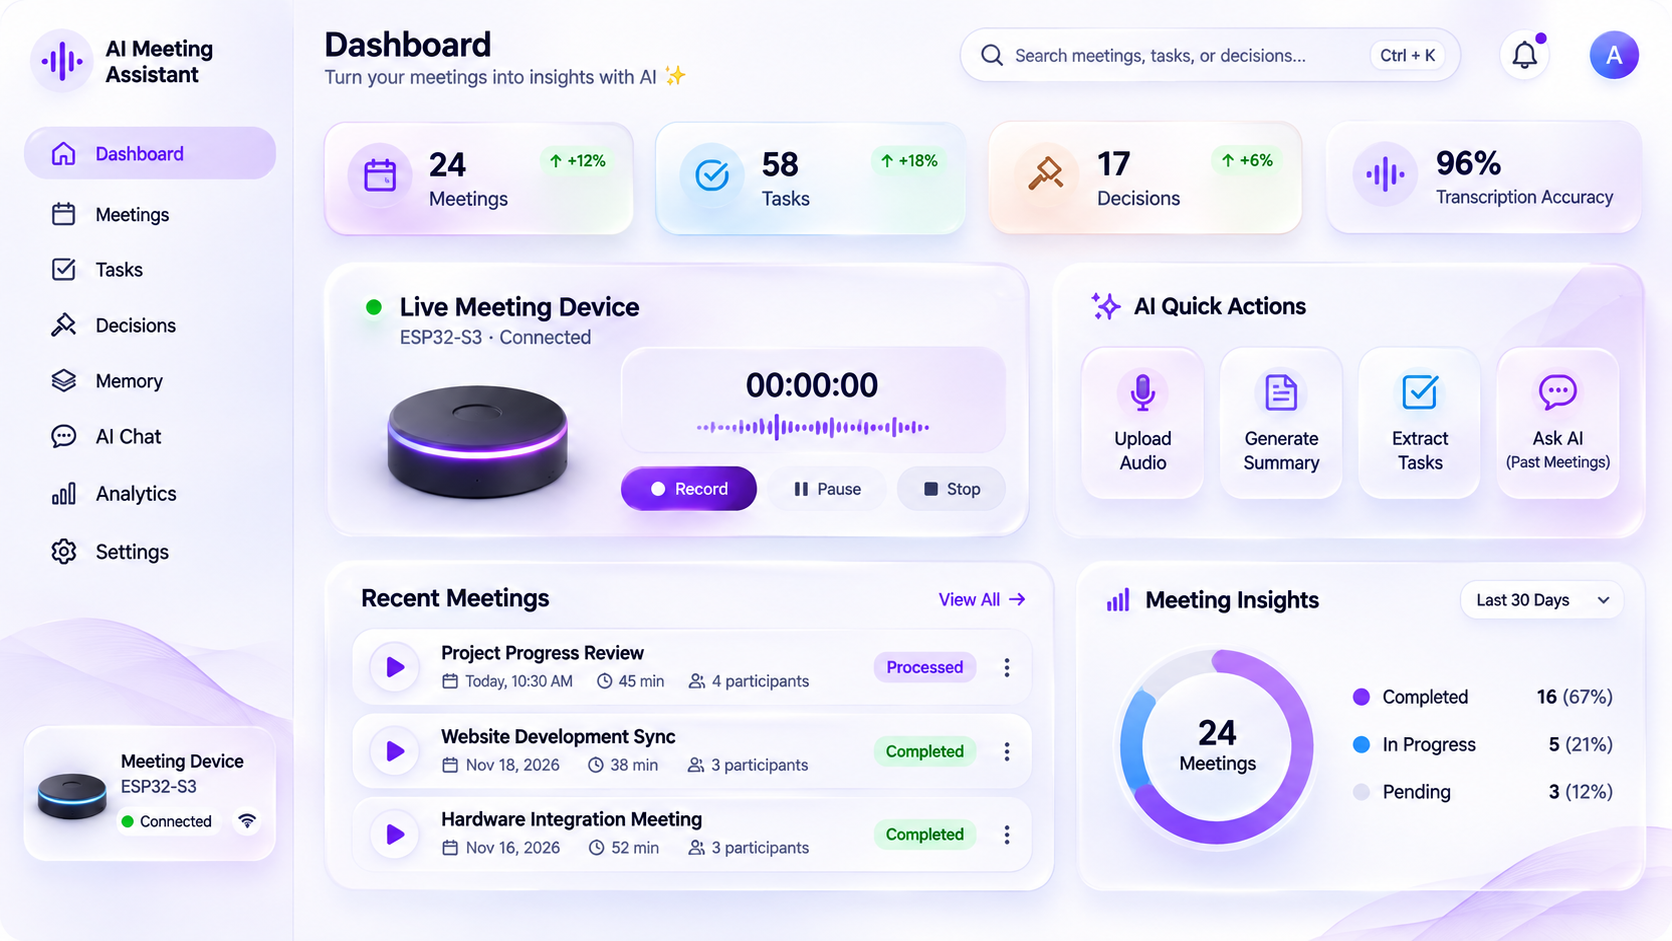 AI Meeting
Assistant
Dashboard
Meetings
Tasks
Decisions
Memory
AI Chat
Analytics
Settings
Meeting Device
ESP32-S3
Connected
Dashboard
Turn your meetings into insights with AI ✨
Search meetings, tasks, or decisions...
Ctrl + K
A
24
Meetings
↑ +12%
58
Tasks
↑ +18%
17
Decisions
↑ +6%
96%
Transcription Accuracy
Live Meeting Device
ESP32-S3 · Connected
00:00:00
Record
Pause
Stop
AI Quick Actions
Upload
Audio
Generate
Summary
Extract
Tasks
Ask AI
(Past Meetings)
Recent Meetings
View All →
Project Progress Review
Today, 10:30 AM 45 min 4 participants
Processed
Website Development Sync
Nov 18, 2026 38 min 3 participants
Completed
Hardware Integration Meeting
Nov 16, 2026 52 min 3 participants
Completed
Meeting Insights
Last 30 Days
24
Meetings
Completed 16 (67%)
In Progress 5 (21%)
Pending 3 (12%)